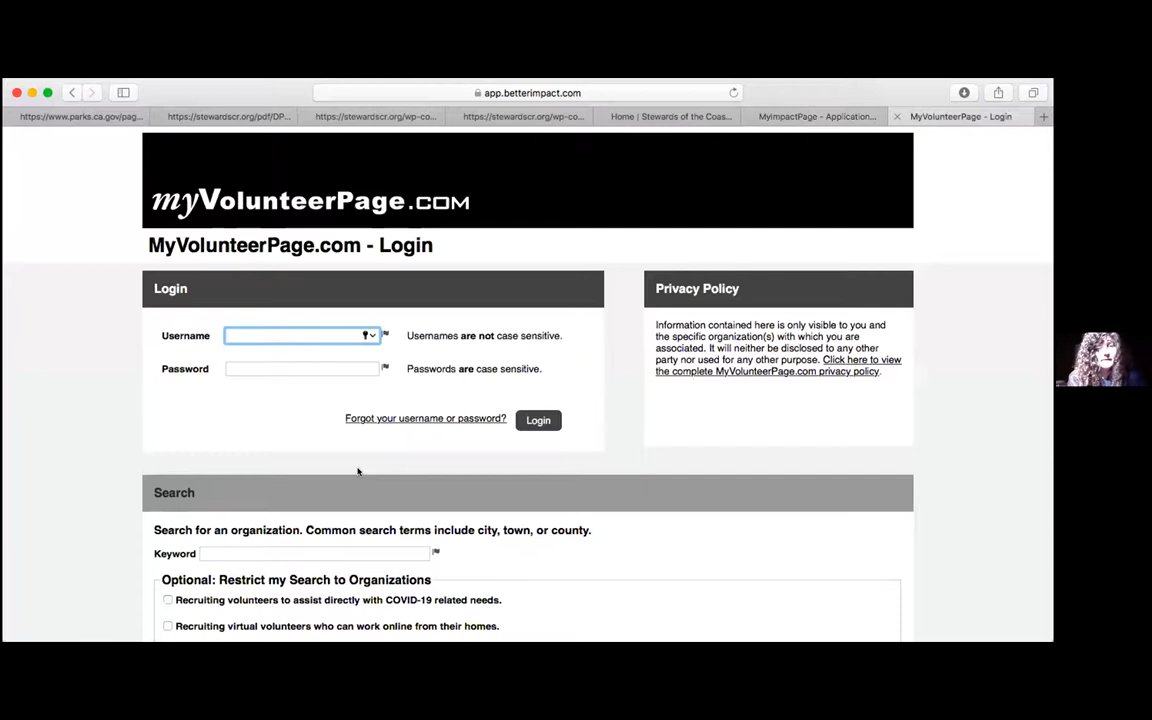 app.betterimpact.com
https://www.parks.ca.gov/pag...
https://stewardscr.org/pdf/DP...
https://stewardscr.org/wp-co...
https://stewardscr.org/wp-co...
Home | Stewards of the Coas...
MyImpactPage - Application...
MyVolunteerPage - Login
myVolunteerPage.COM
MyVolunteerPage.com - Login
Login
Username
Usernames are not case sensitive.
Password
Passwords are case sensitive.
Forgot your username or password?
Login
Privacy Policy
Information contained here is only visible to you and
the specific organization(s) with which you are
associated. It will neither be disclosed to any other
party nor used for any other purpose. Click here to view
the complete MyVolunteerPage.com privacy policy.
Search
Search for an organization. Common search terms include city, town, or county.
Keyword
Optional: Restrict my Search to Organizations
Recruiting volunteers to assist directly with COVID-19 related needs.
Recruiting virtual volunteers who can work online from their homes.